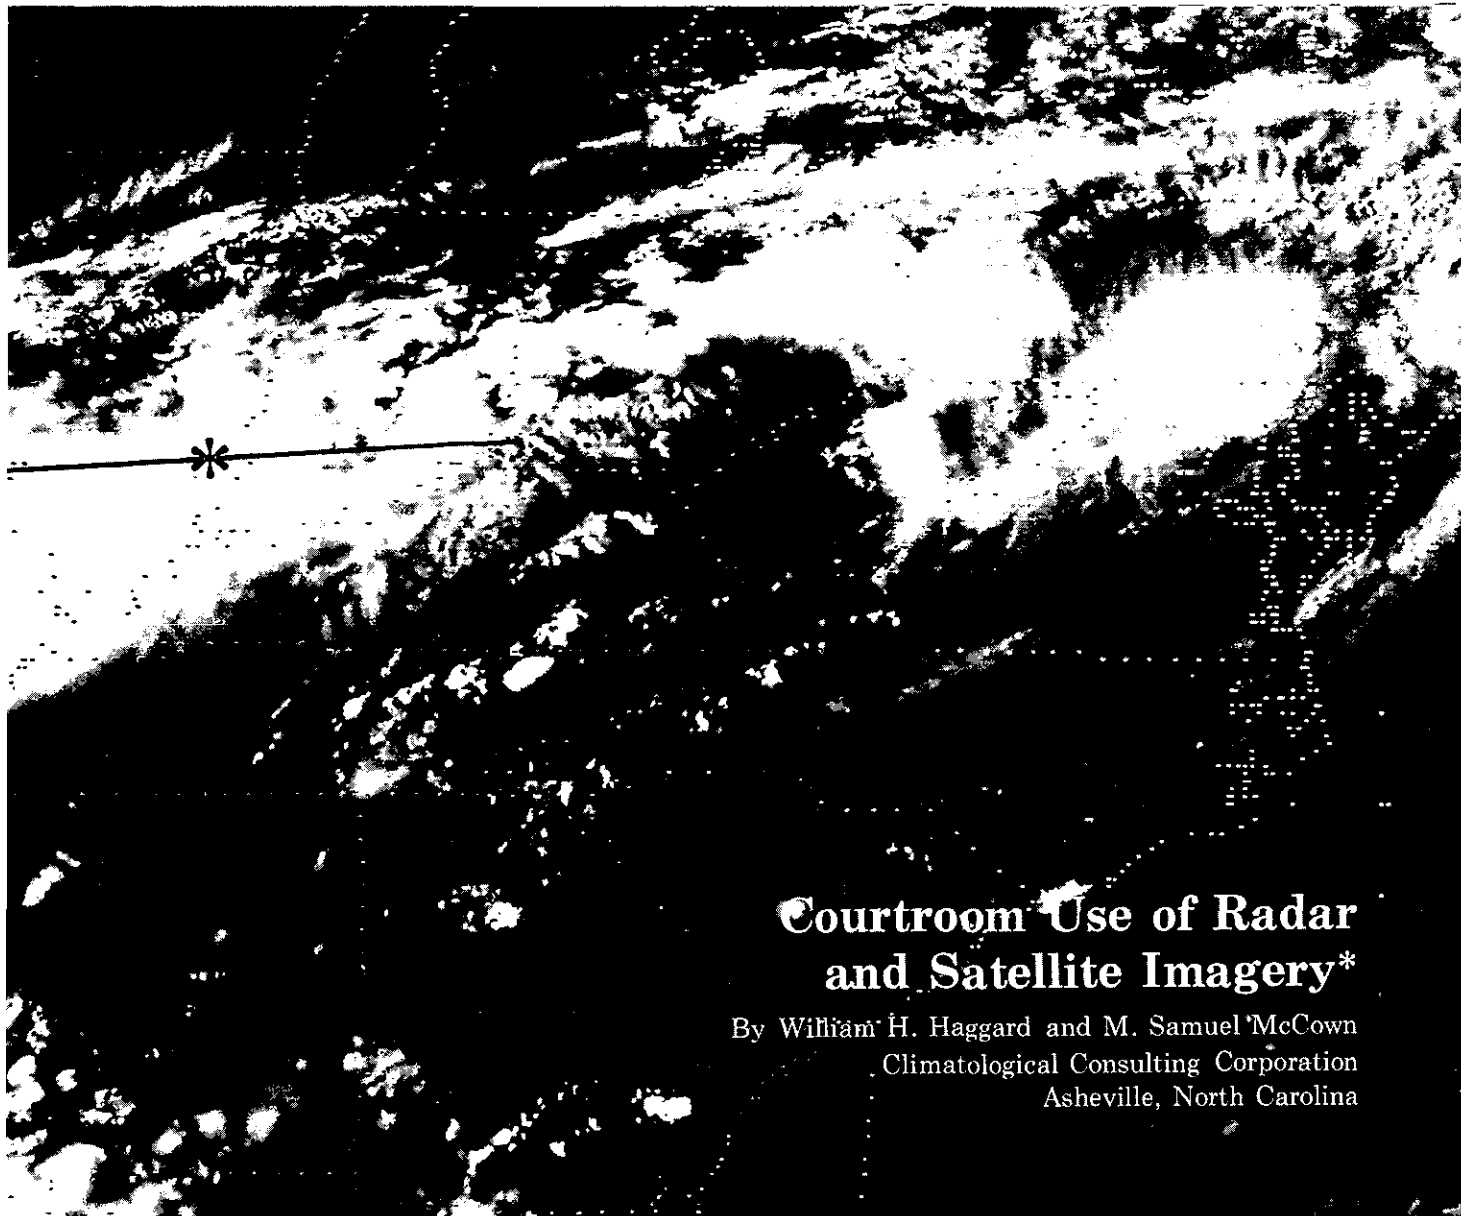 Courtroom Use of Radar
and Satellite Imagery*
By William H. Haggard and M. Samuel McCown
Climatological Consulting Corporation
Asheville, North Carolina